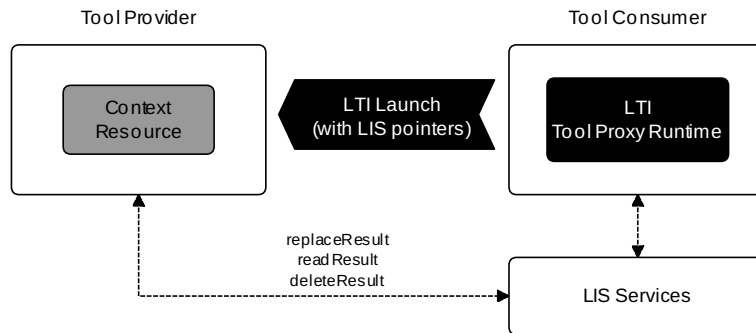 Tool Provider
Tool Consumer
Context
Resource
LTI Launch
(with LIS pointers)
LTI
Tool Proxy Runtime
replaceResult
readResult
deleteResult
LIS Services